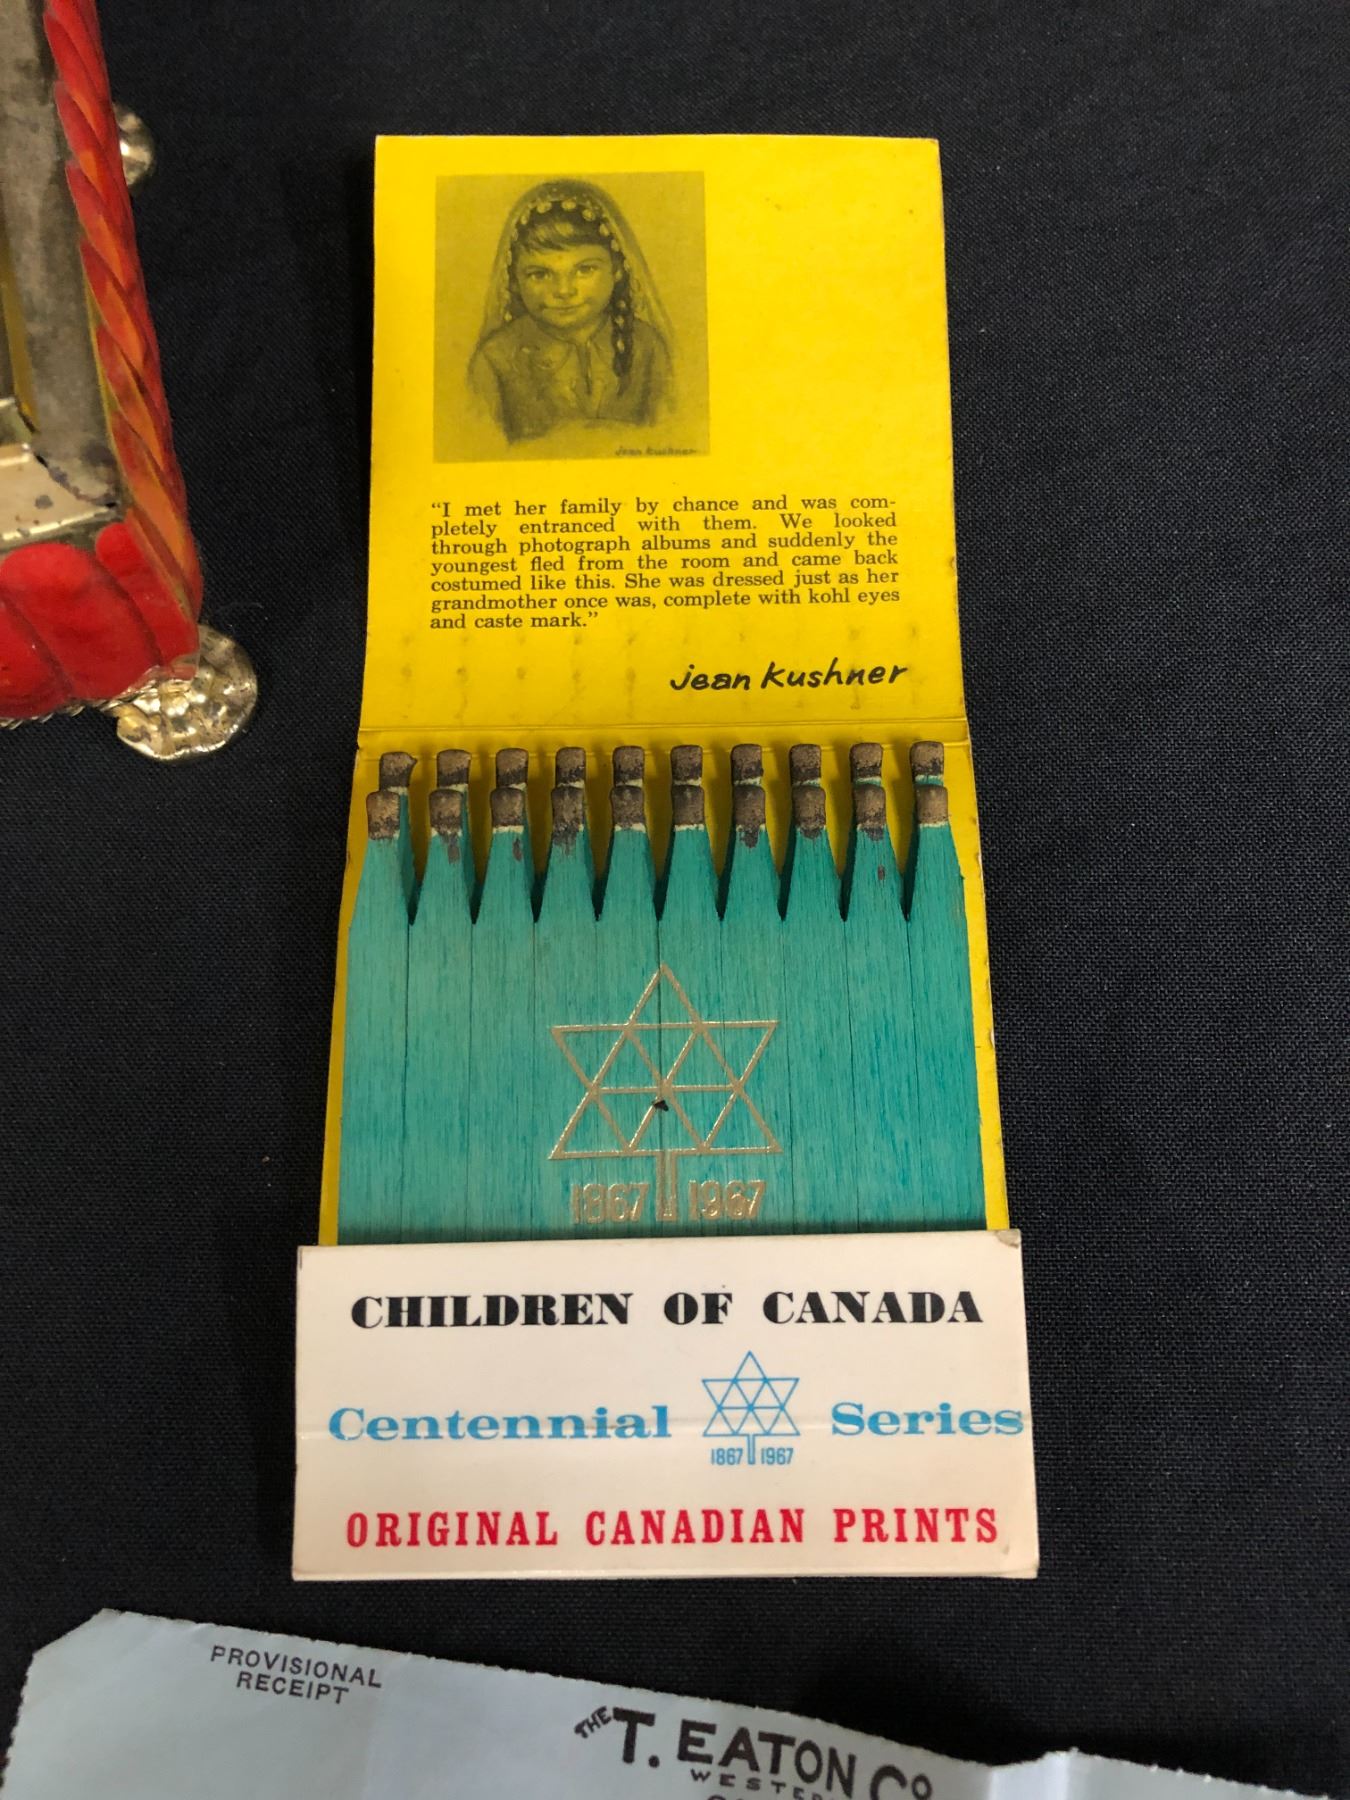 jean kushner
“I met her family by chance and was com-
pletely entranced with them. We looked
through photograph albums and suddenly the
youngest fled from the room and came back
costumed like this. She was dressed just as her
grandmother once was, complete with kohl eyes
and caste mark.”
jean kushner
1867 1967
CHILDREN OF CANADA
Centennial Series
1867 1967
ORIGINAL CANADIAN PRINTS
PROVISIONAL
RECEIPT
THE T. EATON Co